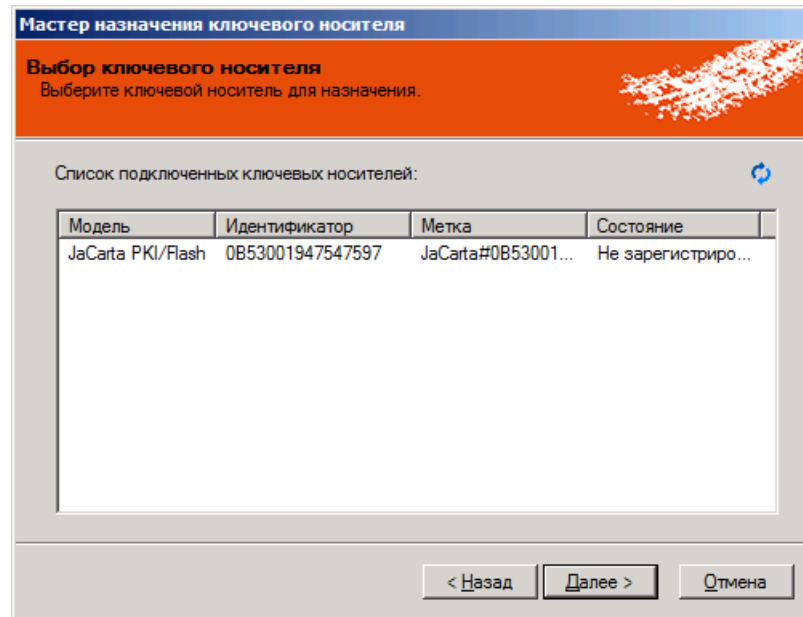 Мастер назначения ключевого носителя
Выбор ключевого носителя
Выберите ключевой носитель для назначения.
Список подключенных ключевых носителей:
Модель Идентификатор Метка Состояние
JaCarta PKI/Flash 0B53001947547597 JaCarta#0B53001... Не зарегистриро...
< Назад Далее > Отмена